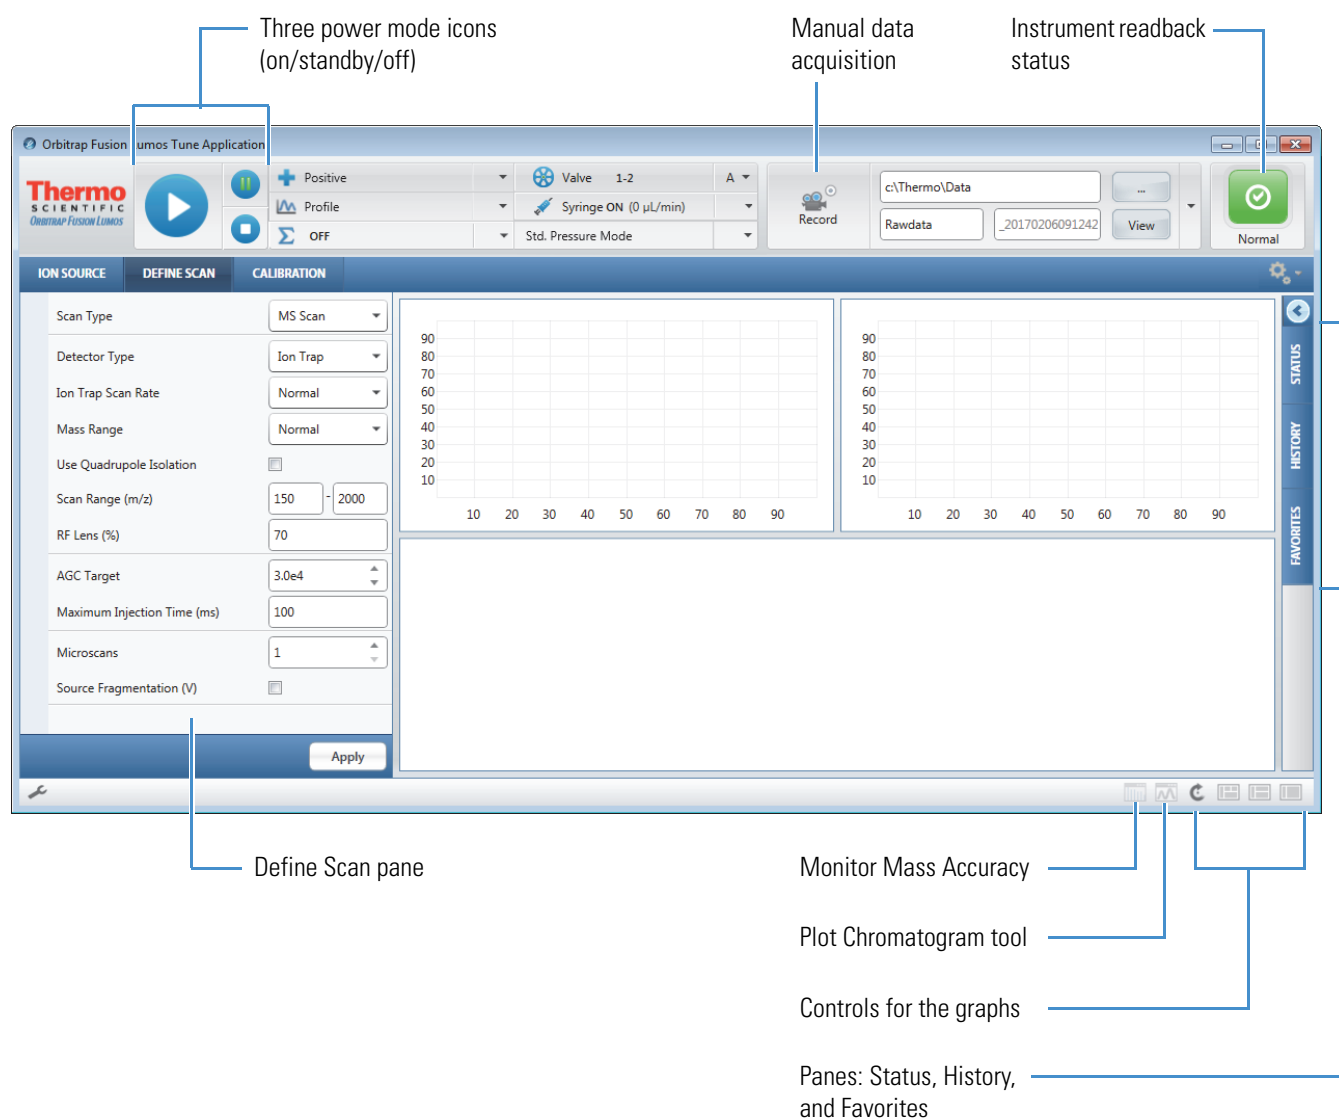 Three power mode icons
(on/standby/off)
Manual data
acquisition
Instrument readback
status
Orbitrap Fusion Lumos Tune Application
Thermo
SCIENTIFIC
ORBITRAP FUSION LUMOS
Positive
Profile
OFF
Valve 1-2 A
Syringe ON (0 µL/min)
Std. Pressure Mode
Record
c:\Thermo\Data
...
Rawdata
_20170206091242
View
Normal
ION SOURCE DEFINE SCAN CALIBRATION
Scan Type MS Scan
Detector Type Ion Trap
Ion Trap Scan Rate Normal
Mass Range Normal
Use Quadrupole Isolation
Scan Range (m/z) 150 - 2000
RF Lens (%) 70
AGC Target 3.0e4
Maximum Injection Time (ms) 100
Microscans 1
Source Fragmentation (V)
Apply
90
80
70
60
50
40
30
20
10
10 20 30 40 50 60 70 80 90
90
80
70
60
50
40
30
20
10
10 20 30 40 50 60 70 80 90
STATUS
HISTORY
FAVORITES
Define Scan pane
Monitor Mass Accuracy
Plot Chromatogram tool
Controls for the graphs
Panes: Status, History,
and Favorites